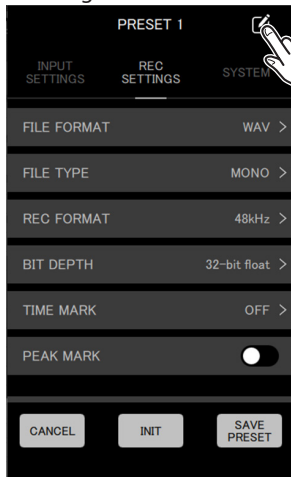 PRESET 1
INPUT
SETTINGS
REC
SETTINGS
SYSTEM
FILE FORMAT WAV >
FILE TYPE MONO >
REC FORMAT 48kHz >
BIT DEPTH 32-bit float >
TIME MARK OFF >
PEAK MARK
CANCEL
INIT
SAVE
PRESET